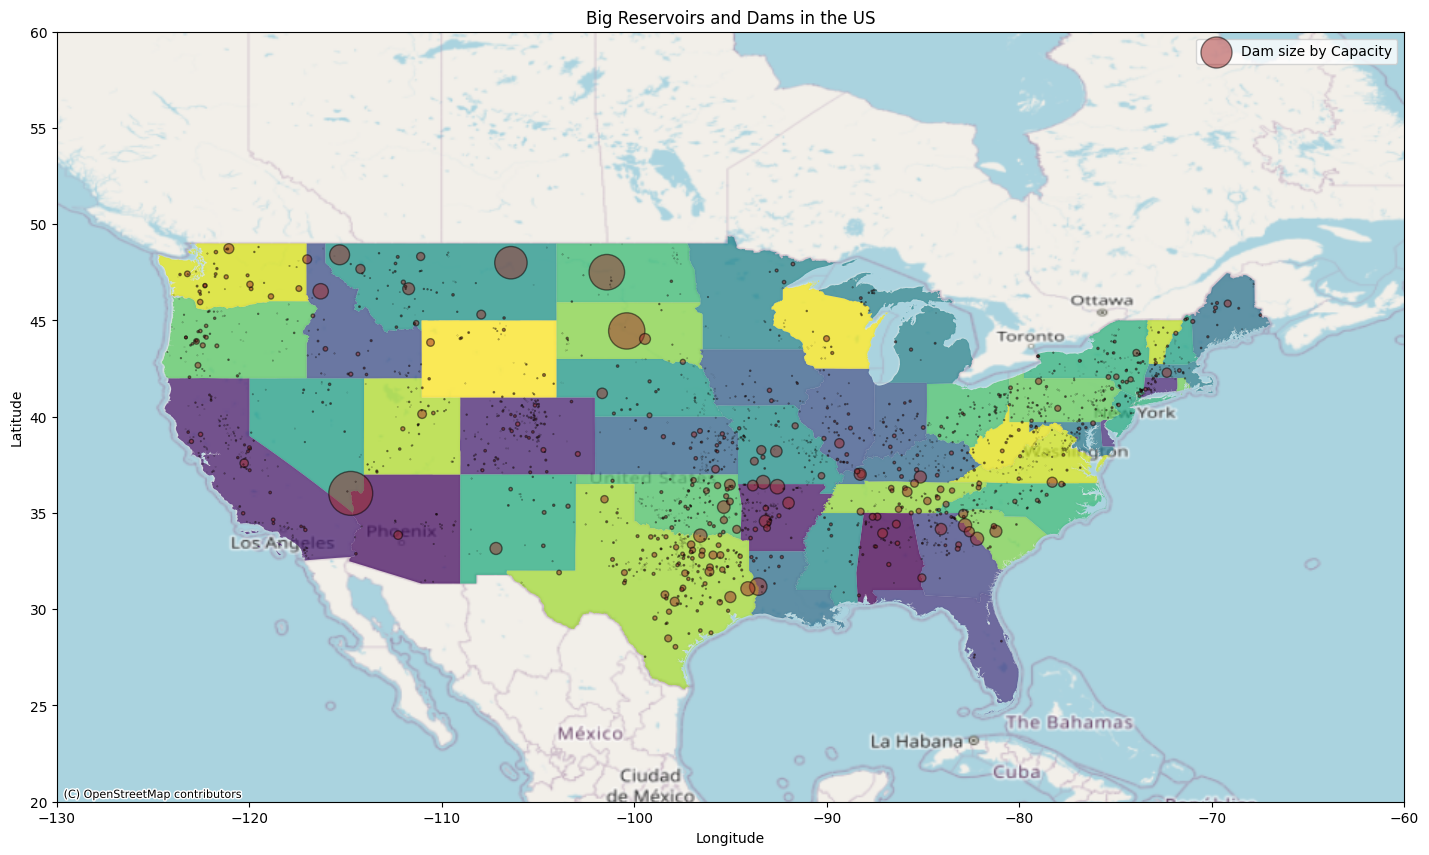 Big Reservoirs and Dams in the US
Dam size by Capacity
60
55
50
45
40
35
30
25
20
Latitude
Ottawa
Toronto
New York
Washington
United States
Phoenix
Los Angeles
The Bahamas
La Habana
México
Cuba
Ciudad
de México
(C) OpenStreetMap contributors
−130
−120
−110
−100
−90
−80
−70
−60
Longitude